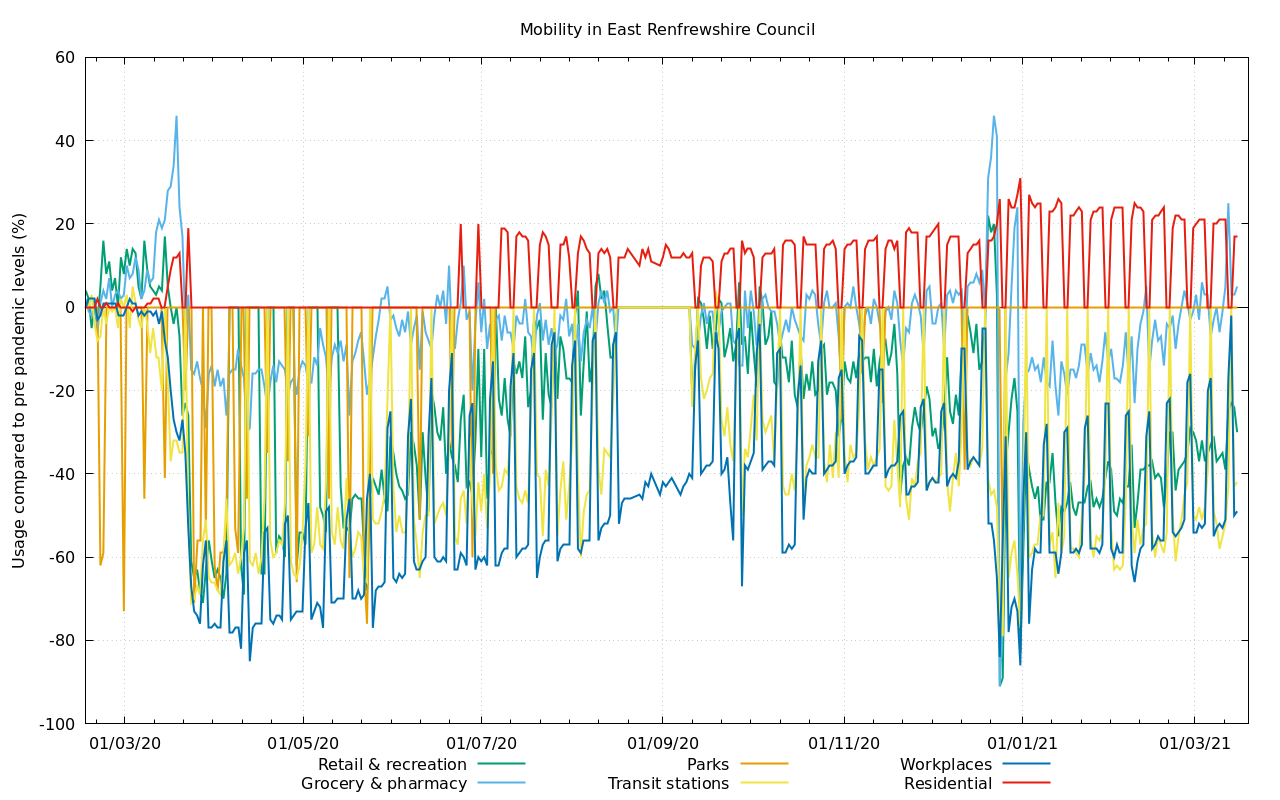 Mobility in East Renfrewshire Council
Usage compared to pre pandemic levels (%)
60
40
20
0
-20
-40
-60
-80
-100
01/03/20 01/05/20 01/07/20 01/09/20 01/11/20 01/01/21 01/03/21
Retail & recreation Parks Workplaces
Grocery & pharmacy Transit stations Residential